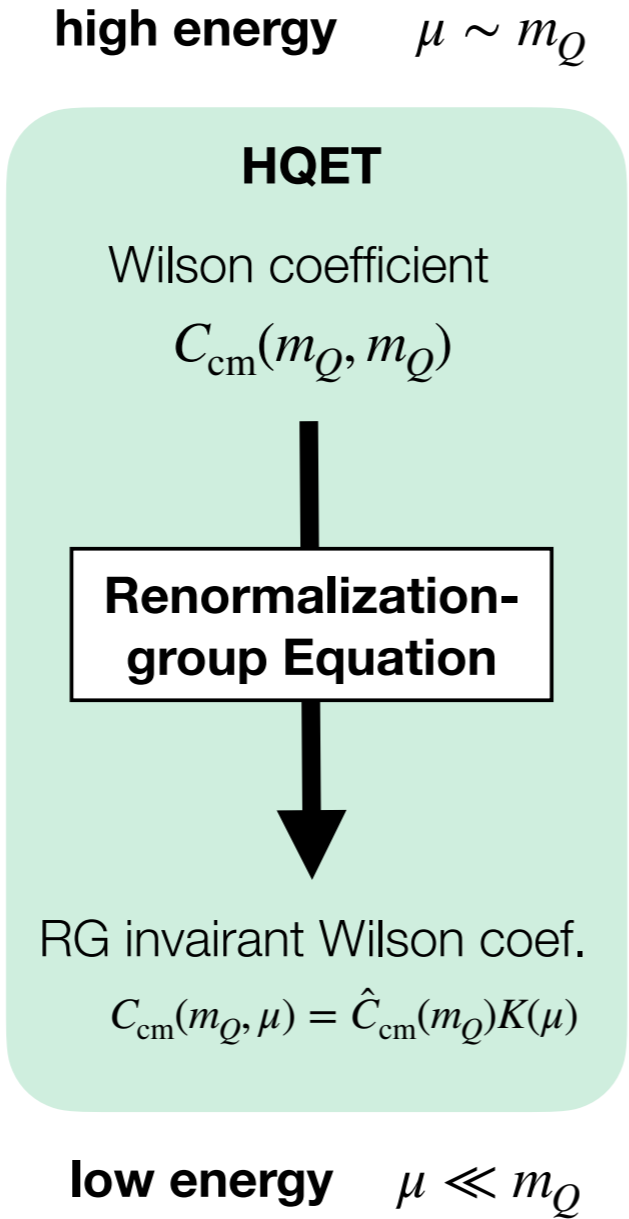 high energy μ ∼ m_Q
HQET
Wilson coefficient
C_cm(m_Q, m_Q)
Renormalization-
group Equation
RG invairant Wilson coef.
C_cm(m_Q, μ) = Ĉ_cm(m_Q)K(μ)
low energy μ ≪ m_Q